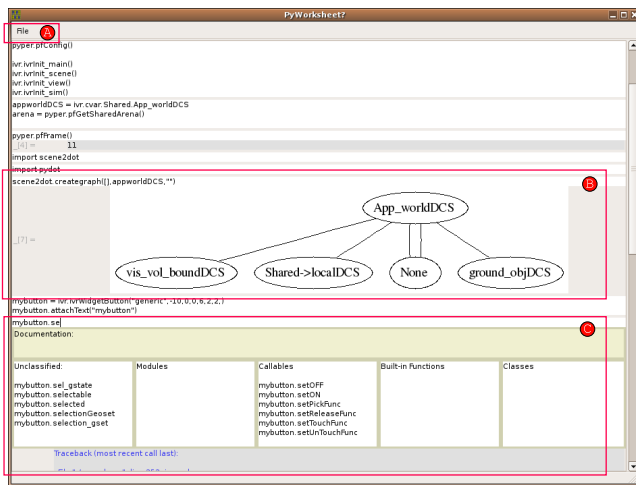 PyWorksheet?
File
A
pyper.pfConfig()
ivr.ivrInit_main()
ivr.ivrInit_scene()
ivr.ivrInit_view()
ivr.ivrInit_sim()
appworldDCS = ivr.cvar.Shared.App_worldDCS
arena = pyper.pfGetSharedArena()
pyper.pfFrame()
_[4] = 11
import scene2dot
import pydot
scene2dot.creategraph([],appworldDCS,"")
B
App_worldDCS
_[7] =
vis_vol_boundDCS Shared->localDCS None ground_objDCS
mybutton = ivr.ivrWidgetButton("generic",-10,0,0,6,2,2,)
mybutton.attachText("mybutton")
mybutton.se
C
Documentation:
Unclassified: Modules Callables Built-in Functions Classes
mybutton.sel_gstate mybutton.setOFF
mybutton.selectable mybutton.setON
mybutton.selected mybutton.setPickFunc
mybutton.selectionGeoset mybutton.setReleaseFunc
mybutton.selection_gset mybutton.setTouchFunc
mybutton.setUnTouchFunc
Traceback (most recent call last):